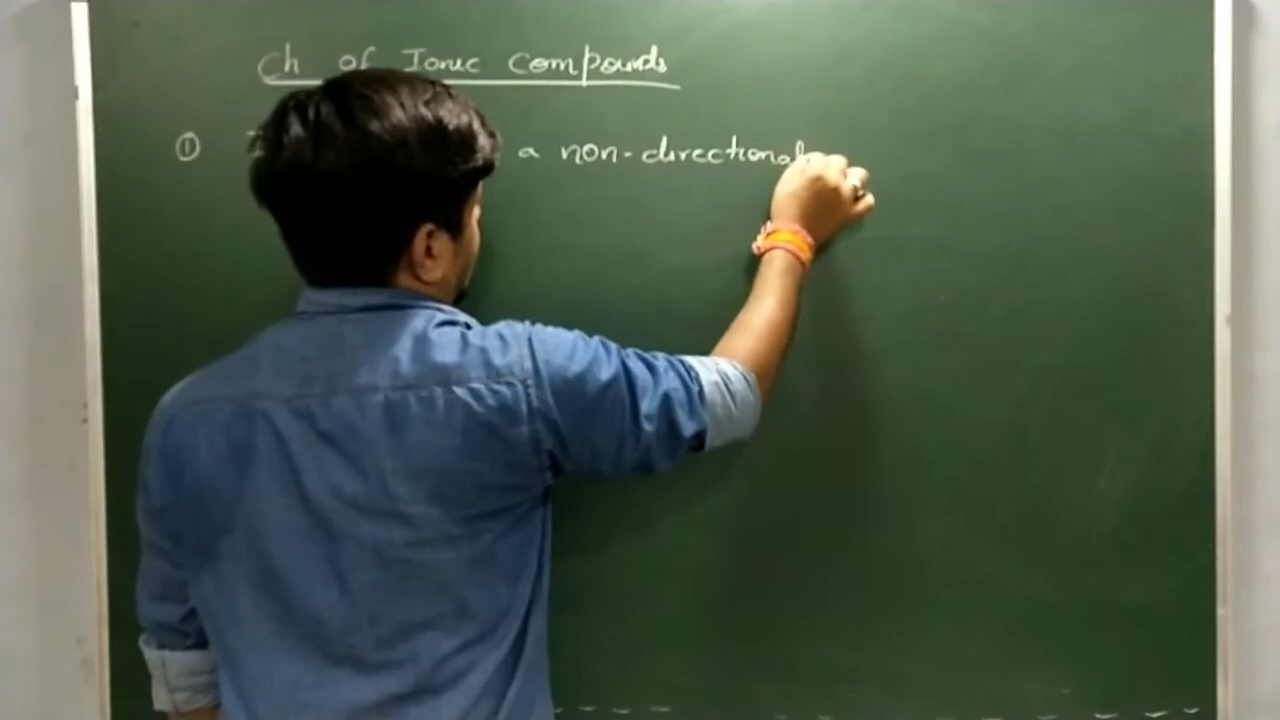 Ch of Ionic Compounds
① a non-directional